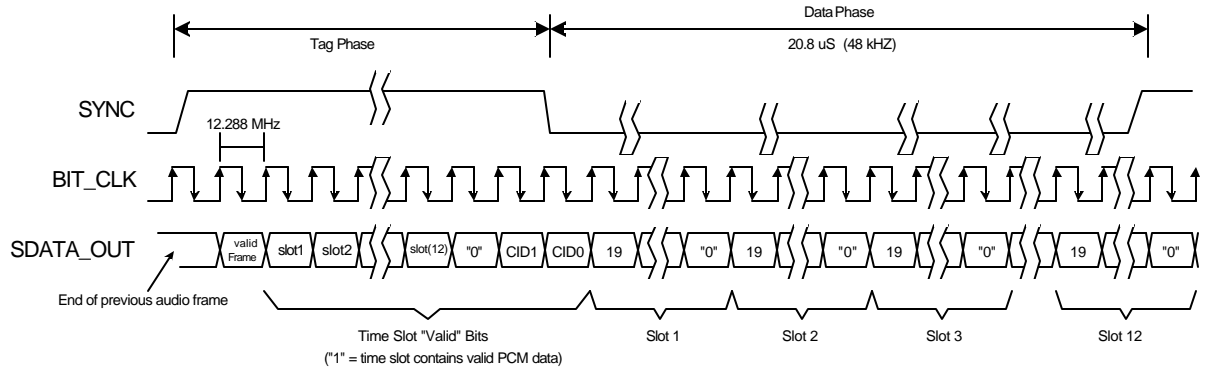 Data Phase
Tag Phase
20.8 uS (48 kHZ)
SYNC
12.288 MHz
BIT_CLK
SDATA_OUT
valid
Frame
slot1
slot2
slot(12)
"0"
CID1
CID0
19
"0"
19
"0"
19
"0"
19
"0"
End of previous audio frame
Time Slot "Valid" Bits
("1" = time slot contains valid PCM data)
Slot 1
Slot 2
Slot 3
Slot 12